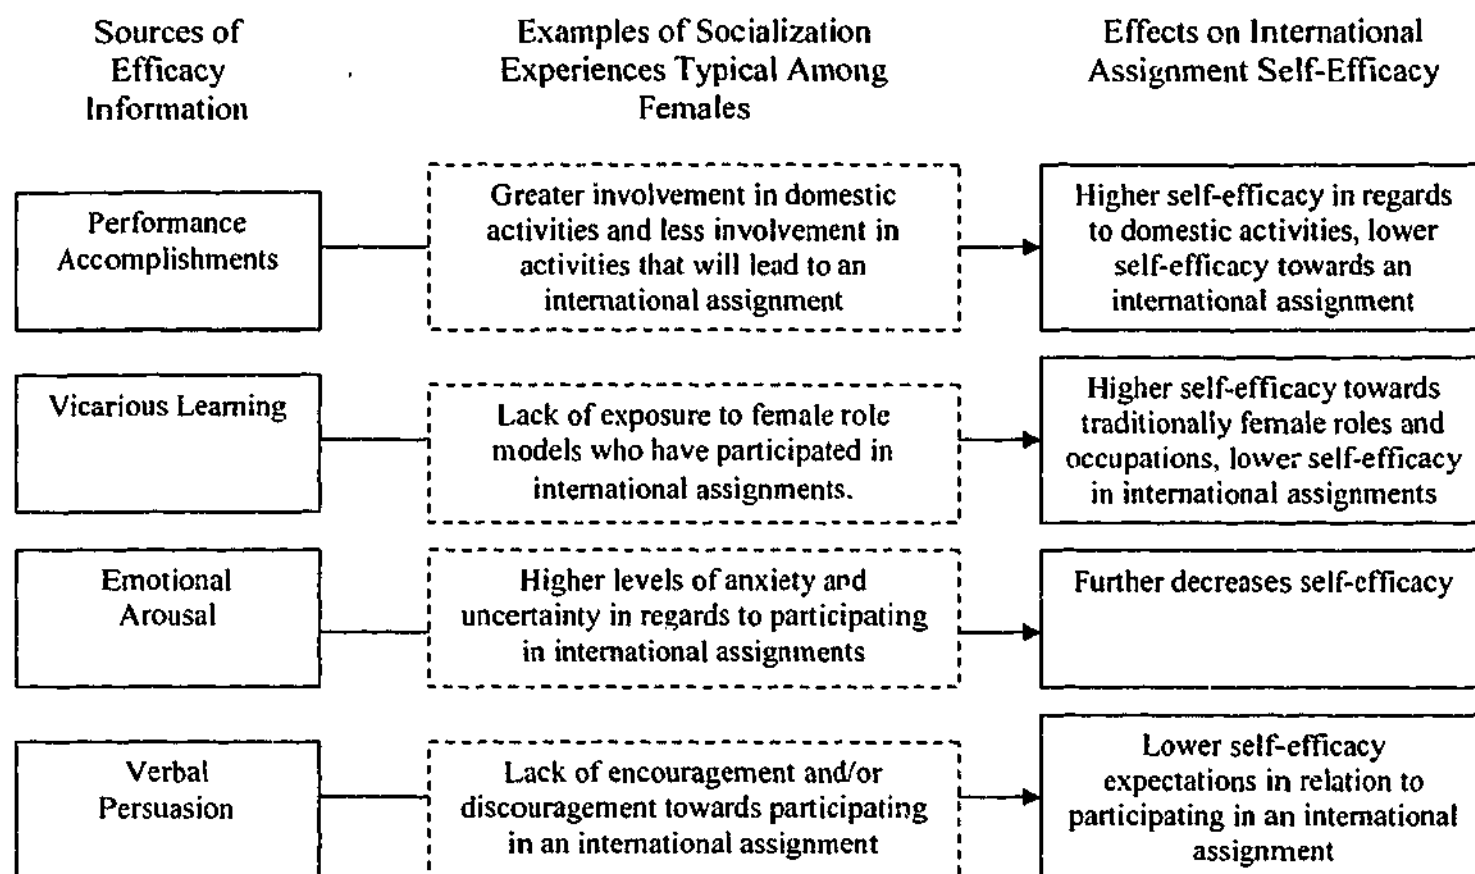 Sources of
Efficacy
Information
Examples of Socialization
Experiences Typical Among
Females
Effects on International
Assignment Self-Efficacy
Performance
Accomplishments
Greater involvement in domestic
activities and less involvement in
activities that will lead to an
international assignment
Higher self-efficacy in regards
to domestic activities, lower
self-efficacy towards an
international assignment
Vicarious Learning
Lack of exposure to female role
models who have participated in
international assignments.
Higher self-efficacy towards
traditionally female roles and
occupations, lower self-efficacy
in international assignments
Emotional
Arousal
Higher levels of anxiety and
uncertainty in regards to participating
in international assignments
Further decreases self-efficacy
Verbal
Persuasion
Lack of encouragement and/or
discouragement towards participating
in an international assignment
Lower self-efficacy
expectations in relation to
participating in an international
assignment